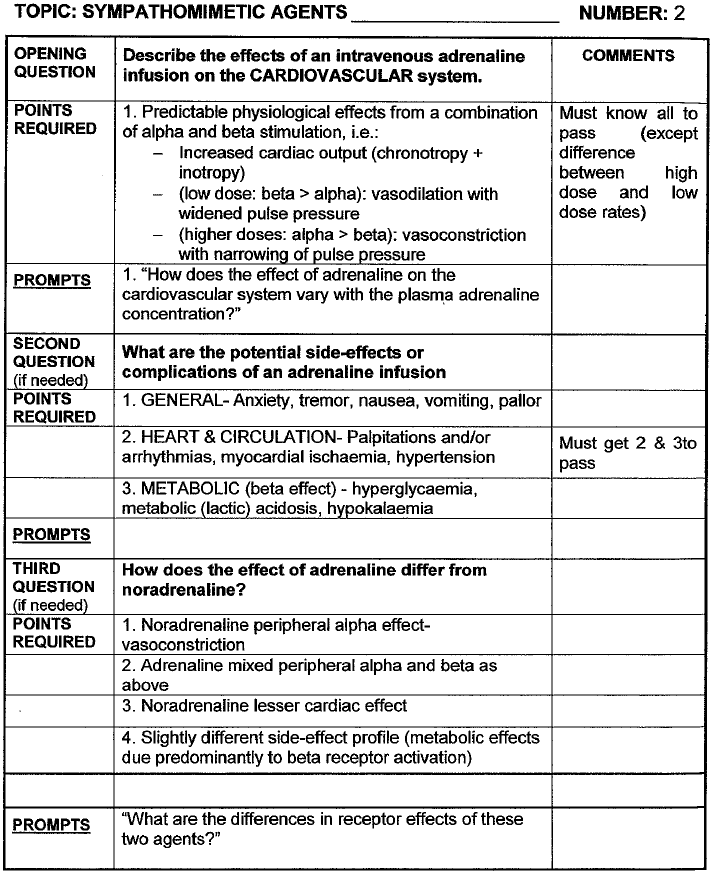 TOPIC: SYMPATHOMIMETIC AGENTS NUMBER: 2
OPENING QUESTION
Describe the effects of an intravenous adrenaline
infusion on the CARDIOVASCULAR system.
COMMENTS
POINTS REQUIRED
1. Predictable physiological effects from a combination
of alpha and beta stimulation, i.e.:
– Increased cardiac output (chronotropy +
inotropy)
– (low dose: beta > alpha): vasodilation with
widened pulse pressure
– (higher doses: alpha > beta): vasoconstriction
with narrowing of pulse pressure
Must know all to
pass (except
difference
between high
dose and low
dose rates)
PROMPTS
1. "How does the effect of adrenaline on the
cardiovascular system vary with the plasma adrenaline
concentration?"
SECOND
QUESTION
(if needed)
What are the potential side-effects or
complications of an adrenaline infusion
POINTS
REQUIRED
1. GENERAL- Anxiety, tremor, nausea, vomiting, pallor
2. HEART & CIRCULATION- Palpitations and/or
arrhythmias, myocardial ischaemia, hypertension
Must get 2 & 3to
pass
3. METABOLIC (beta effect) - hyperglycaemia,
metabolic (lactic) acidosis, hypokalaemia
PROMPTS
THIRD
QUESTION
(if needed)
How does the effect of adrenaline differ from
noradrenaline?
POINTS
REQUIRED
1. Noradrenaline peripheral alpha effect-
vasoconstriction
2. Adrenaline mixed peripheral alpha and beta as
above
3. Noradrenaline lesser cardiac effect
4. Slightly different side-effect profile (metabolic effects
due predominantly to beta receptor activation)
PROMPTS
"What are the differences in receptor effects of these
two agents?"